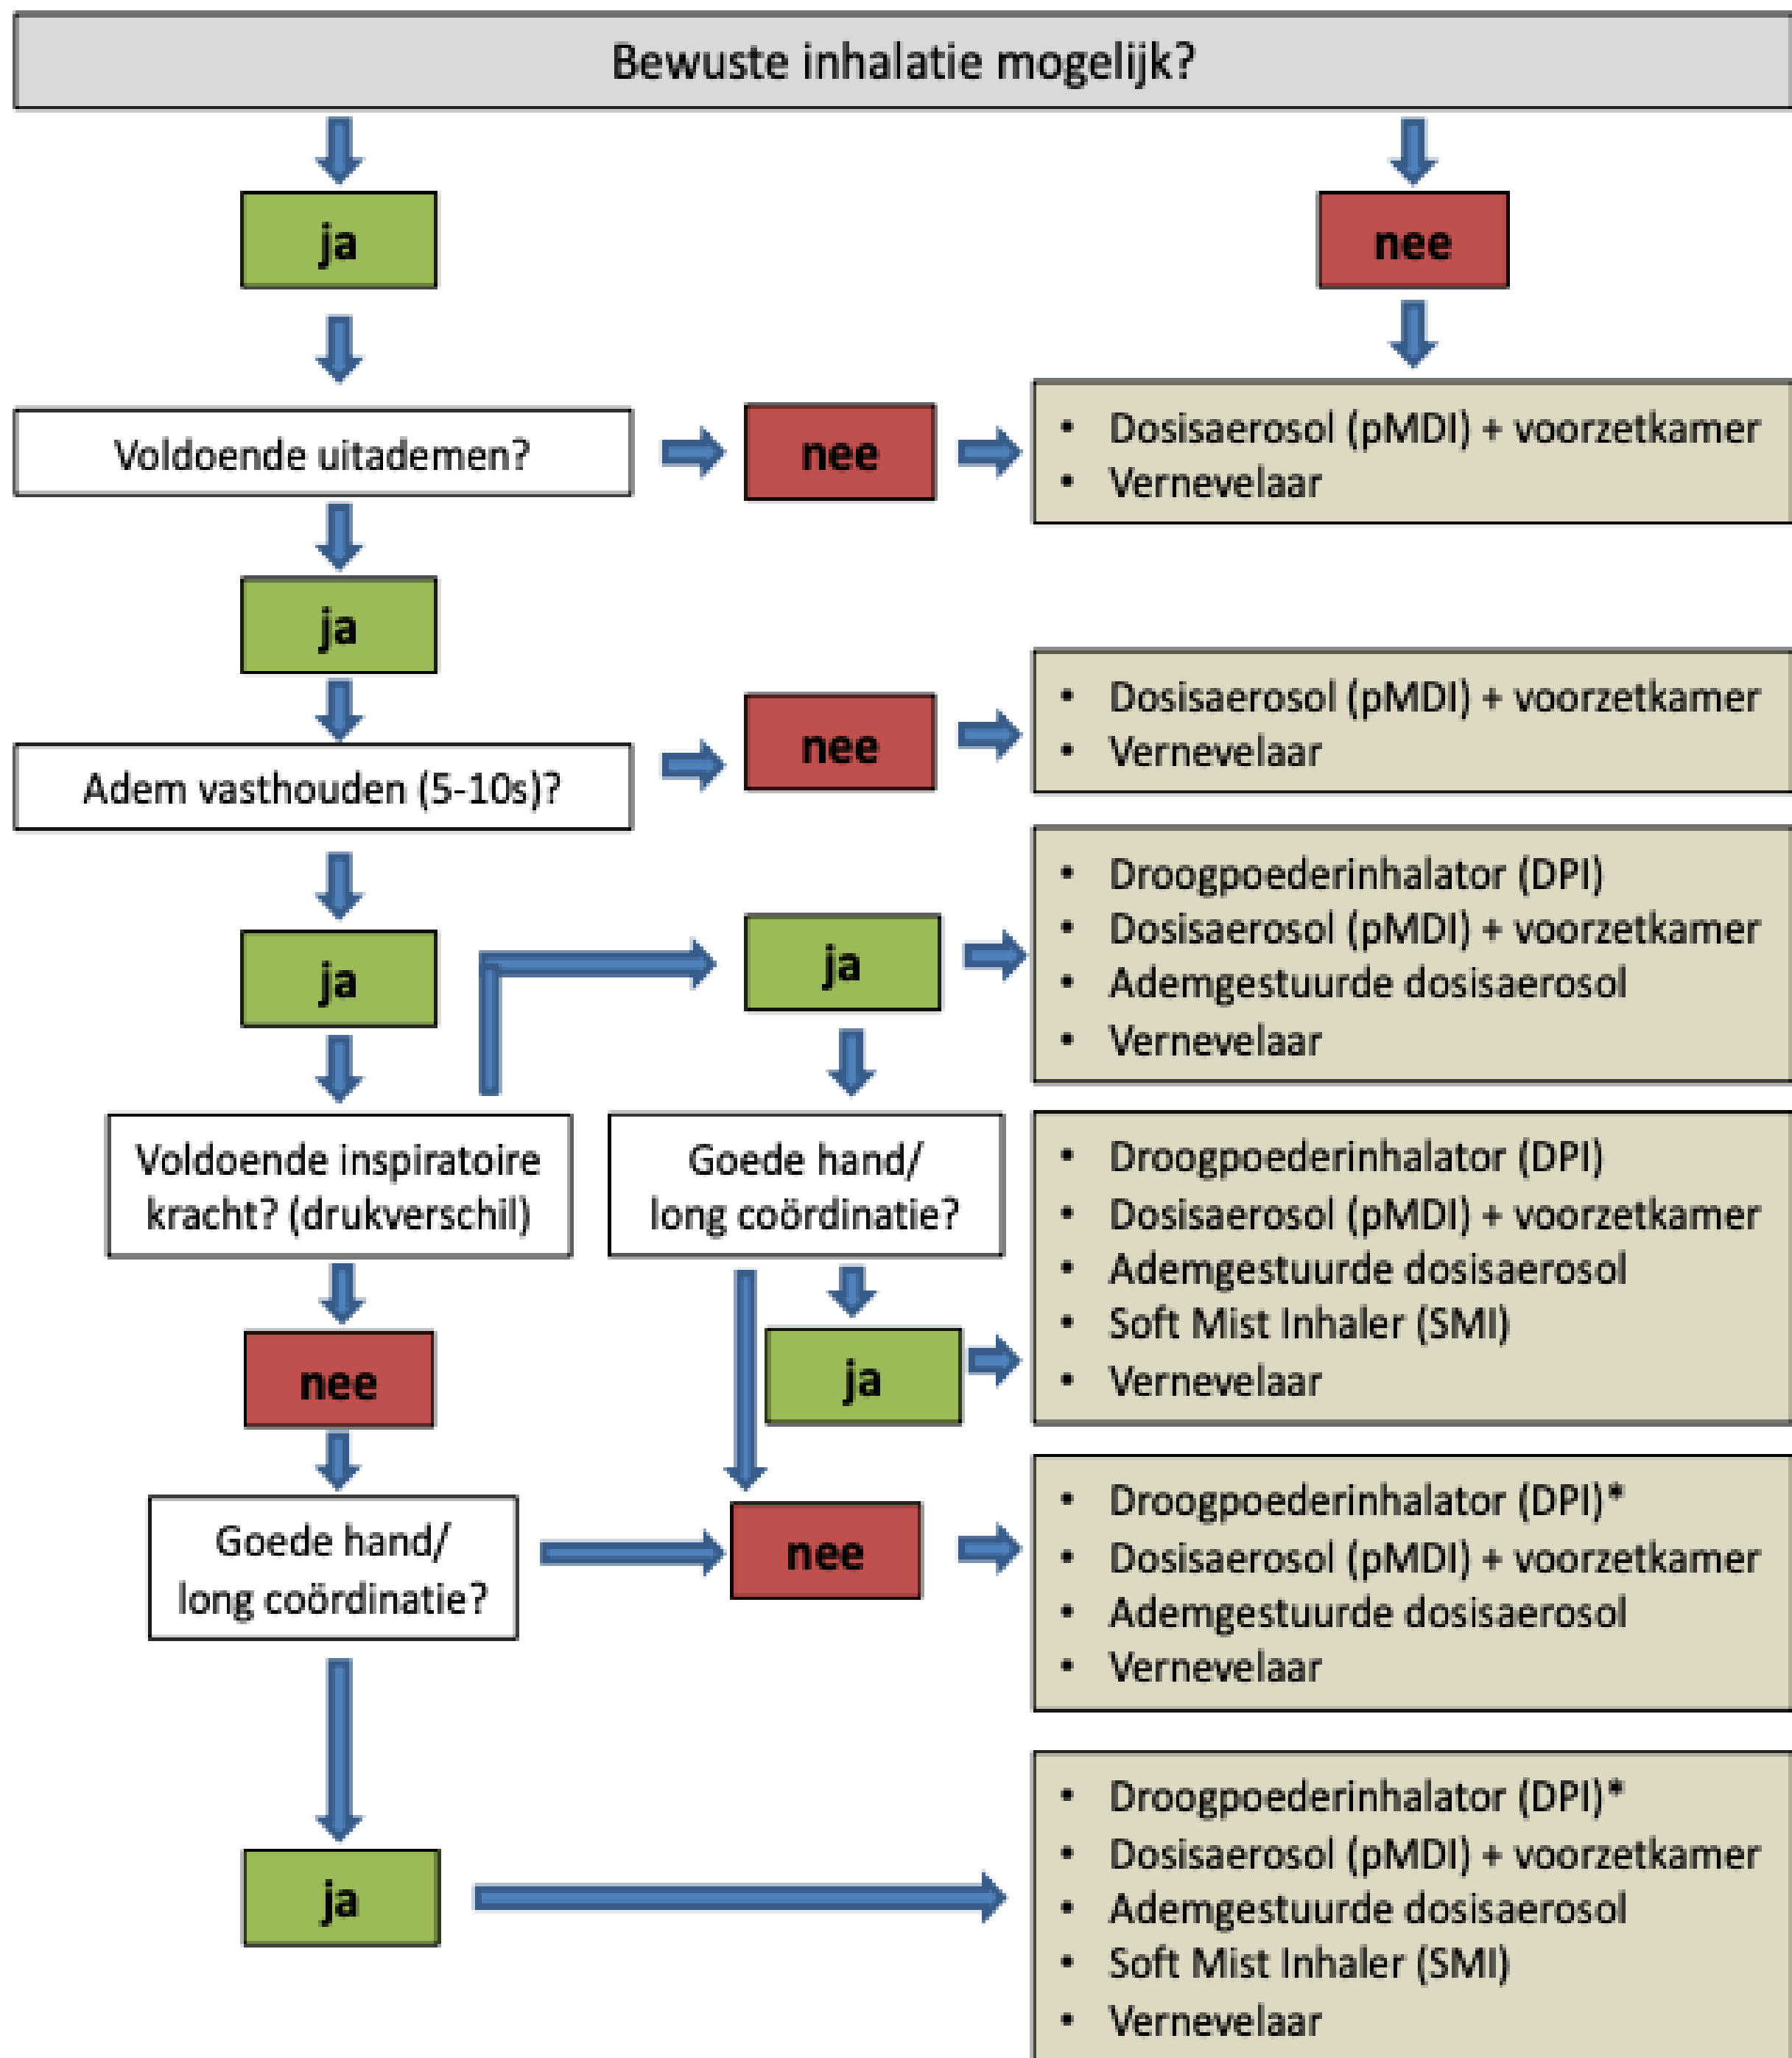 Bewuste inhalatie mogelijk?
ja
nee
Voldoende uitademen?
nee
• Dosisaerosol (pMDI) + voorzetkamer
• Vernevelaar
ja
Adem vasthouden (5-10s)?
nee
• Dosisaerosol (pMDI) + voorzetkamer
• Vernevelaar
ja
ja
• Droogpoederinhalator (DPI)
• Dosisaerosol (pMDI) + voorzetkamer
• Ademgestuurde dosisaerosol
• Vernevelaar
Voldoende inspiratoire
kracht? (drukverschil)
Goede hand/
long coördinatie?
• Droogpoederinhalator (DPI)
• Dosisaerosol (pMDI) + voorzetkamer
• Ademgestuurde dosisaerosol
• Soft Mist Inhaler (SMI)
• Vernevelaar
nee
ja
Goede hand/
long coördinatie?
nee
• Droogpoederinhalator (DPI)*
• Dosisaerosol (pMDI) + voorzetkamer
• Ademgestuurde dosisaerosol
• Vernevelaar
ja
• Droogpoederinhalator (DPI)*
• Dosisaerosol (pMDI) + voorzetkamer
• Ademgestuurde dosisaerosol
• Soft Mist Inhaler (SMI)
• Vernevelaar